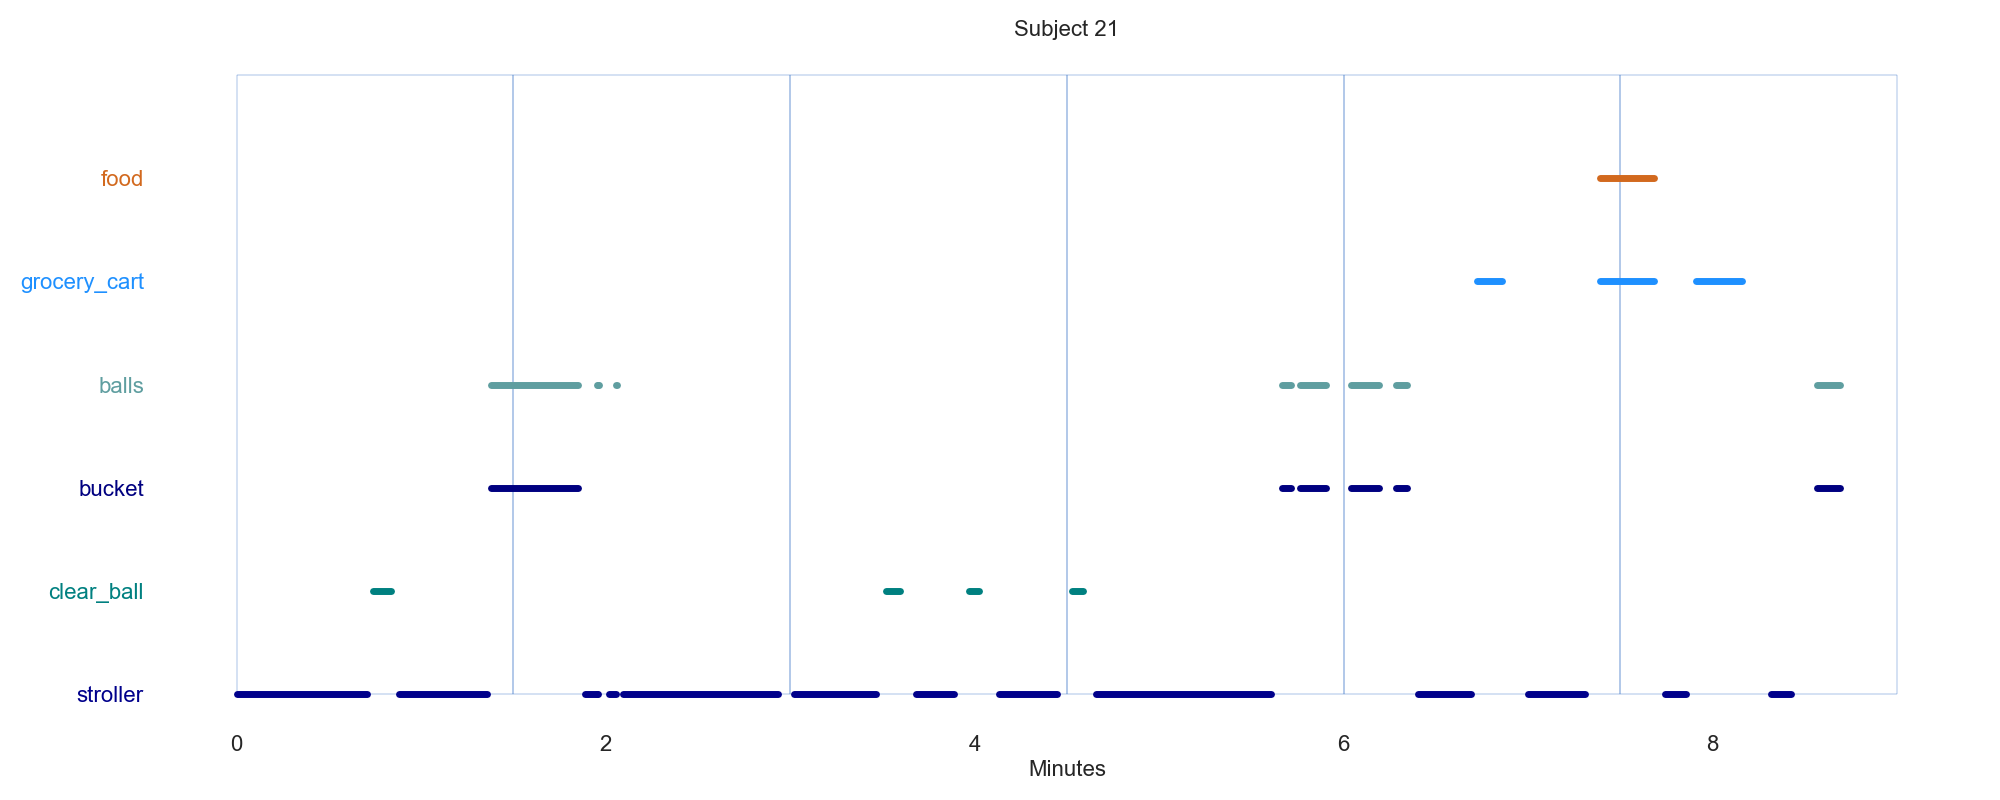 Subject 21
food
grocery_cart
balls
bucket
clear_ball
stroller
0 2 4 6 8
Minutes